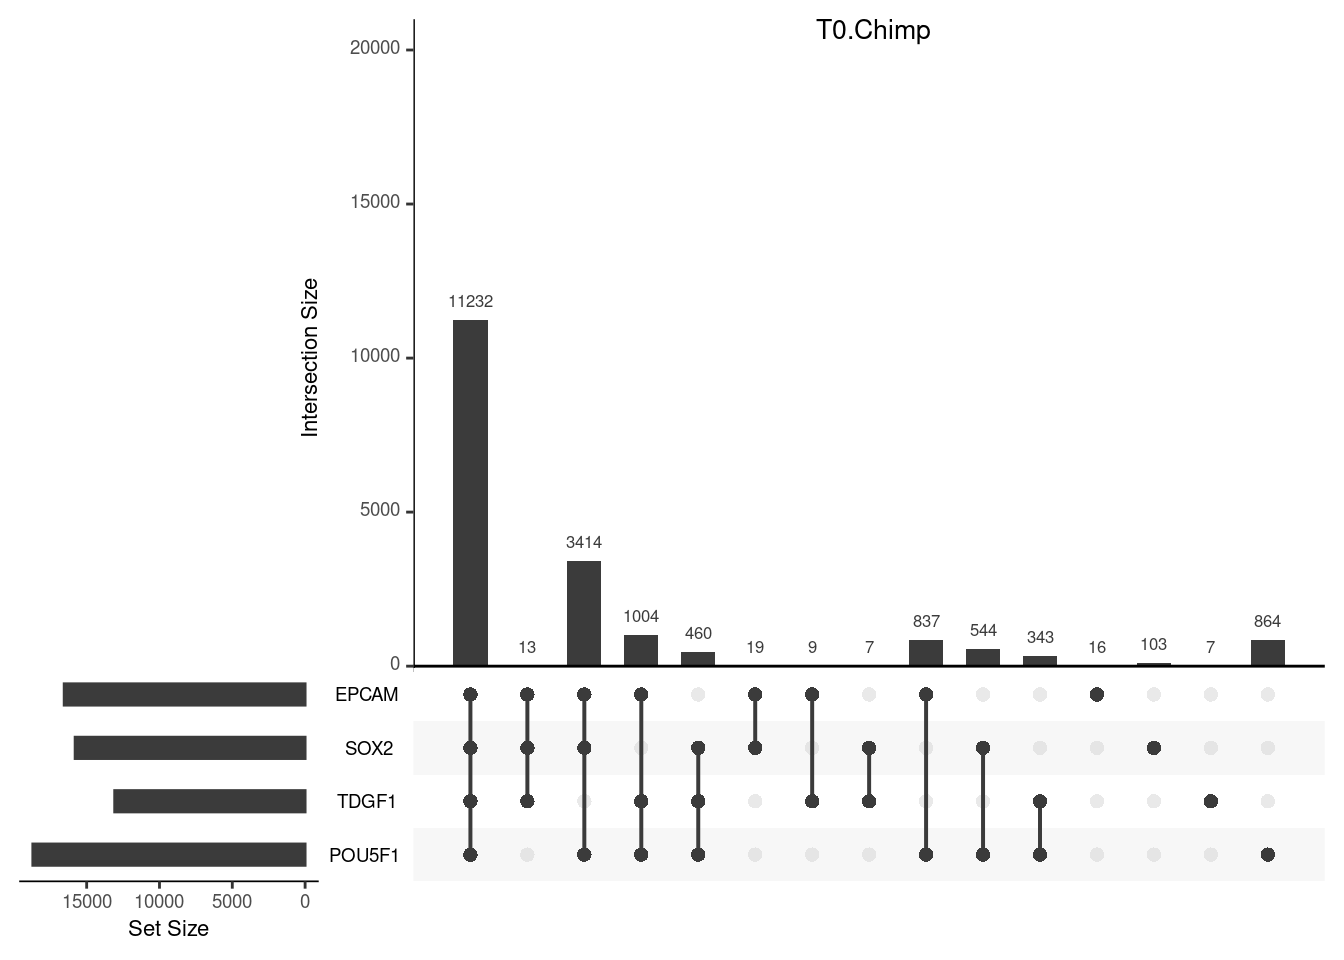 T0.Chimp
20000
15000
10000
5000
0
Intersection Size
11232
13
3414
1004
460
19
9
7
837
544
343
16
103
7
864
EPCAM
SOX2
TDGF1
POU5F1
15000 10000 5000 0
Set Size